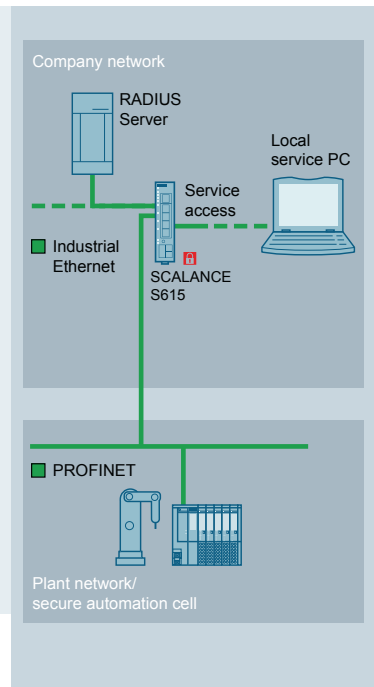 Company network
RADIUS
Server
Local
service PC
Service
access
Industrial
Ethernet
SCALANCE
S615
PROFINET
Plant network/
secure automation cell